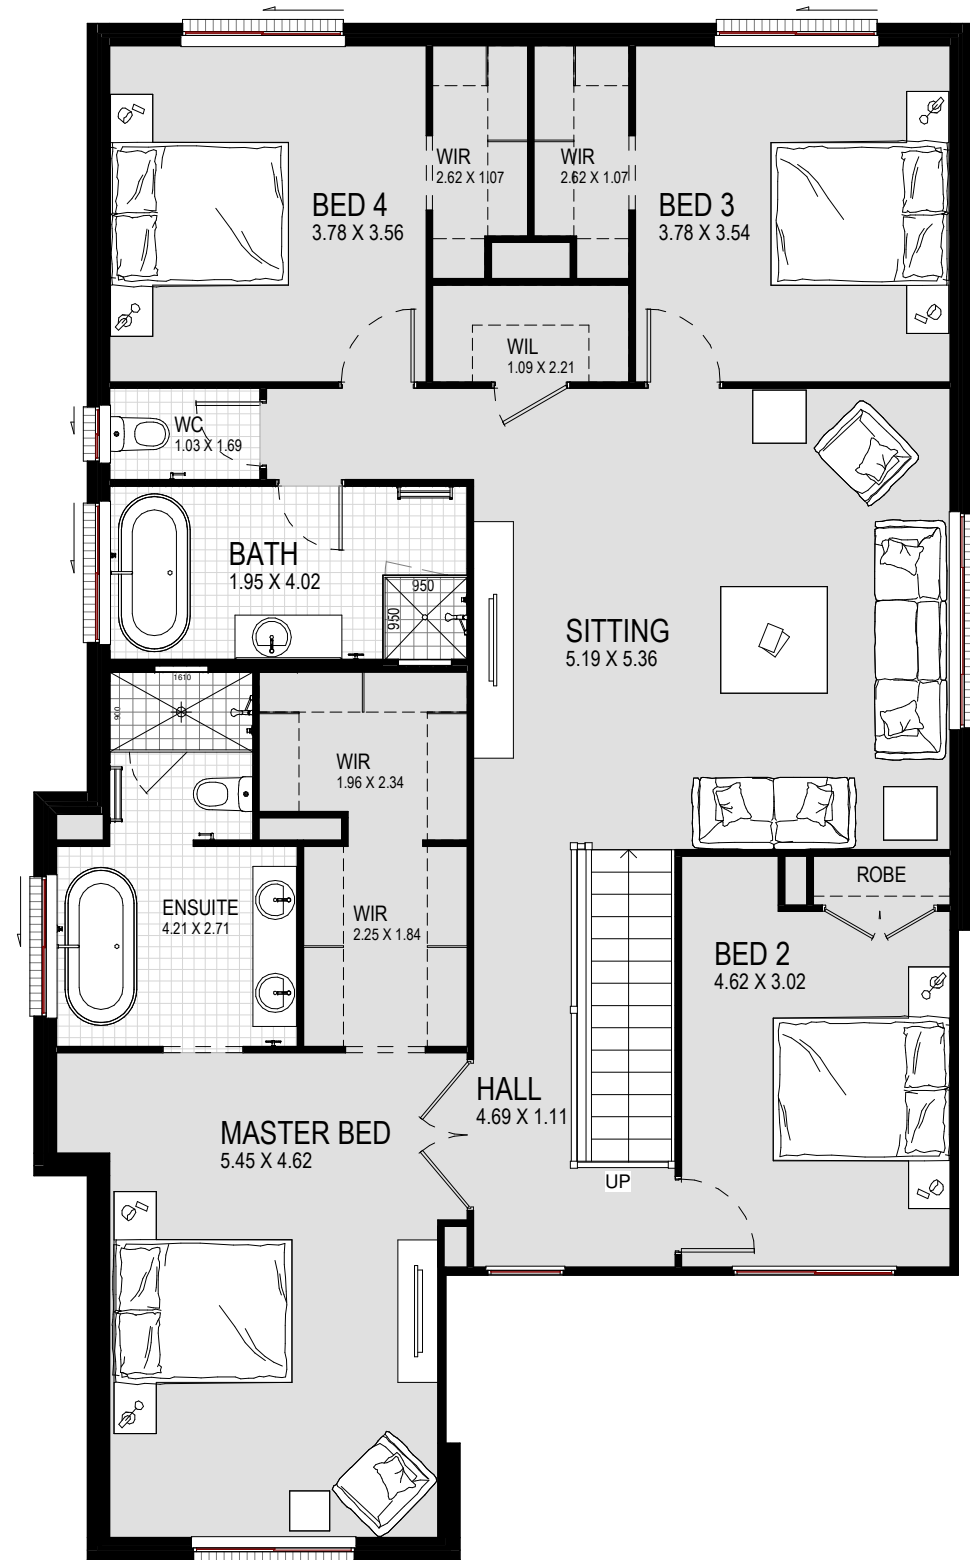 WIR
2.62 X 1.07
WIR
2.62 X 1.07
BED 4
3.78 X 3.56
BED 3
3.78 X 3.54
WIL
1.09 X 2.21
WC
1.03 X 1.69
BATH
1.95 X 4.02
950
950
SITTING
5.19 X 5.36
1610
900
WIR
1.96 X 2.34
ENSUITE
4.21 X 2.71
WIR
2.25 X 1.84
ROBE
BED 2
4.62 X 3.02
HALL
4.69 X 1.11
MASTER BED
5.45 X 4.62
UP